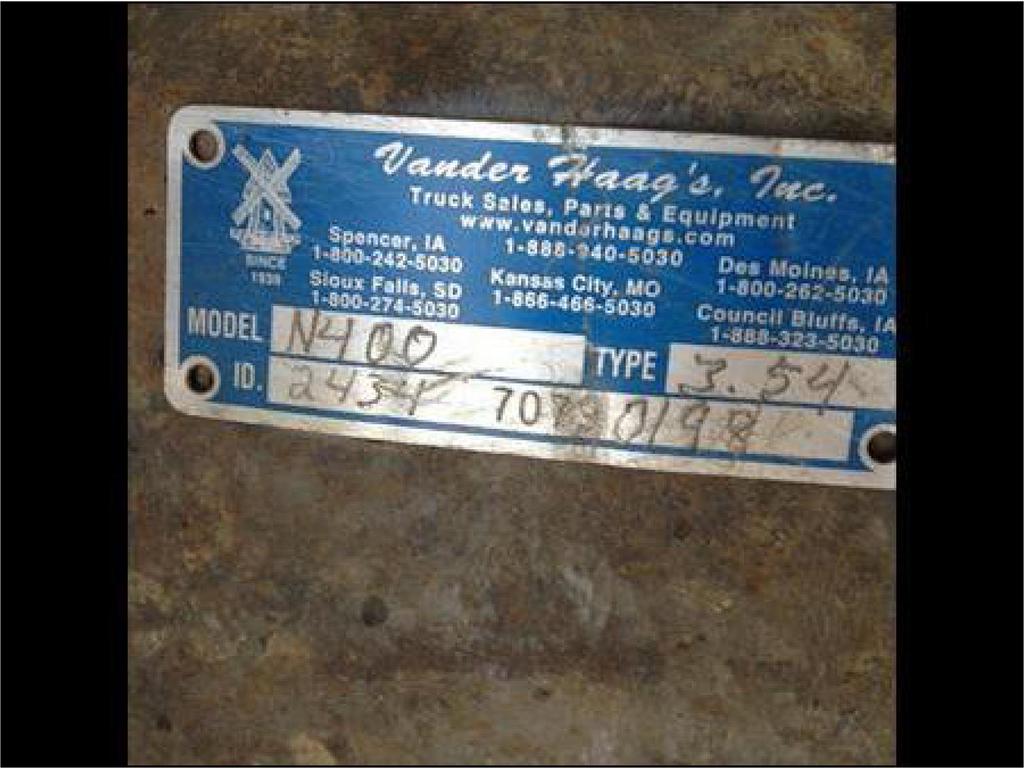 Vander Haag's, Inc.
Truck Sales, Parts & Equipment
www.vanderhaags.com
1-888-940-5030
SINCE
1939
Spencer, IA
1-800-242-5030
Sioux Falls, SD
1-800-274-5030
Kansas City, MO
1-866-466-5030
Des Moines, IA
1-800-262-5030
Council Bluffs, IA
1-888-323-5030
MODEL N400 TYPE 3.54
ID. 2434 70 0198